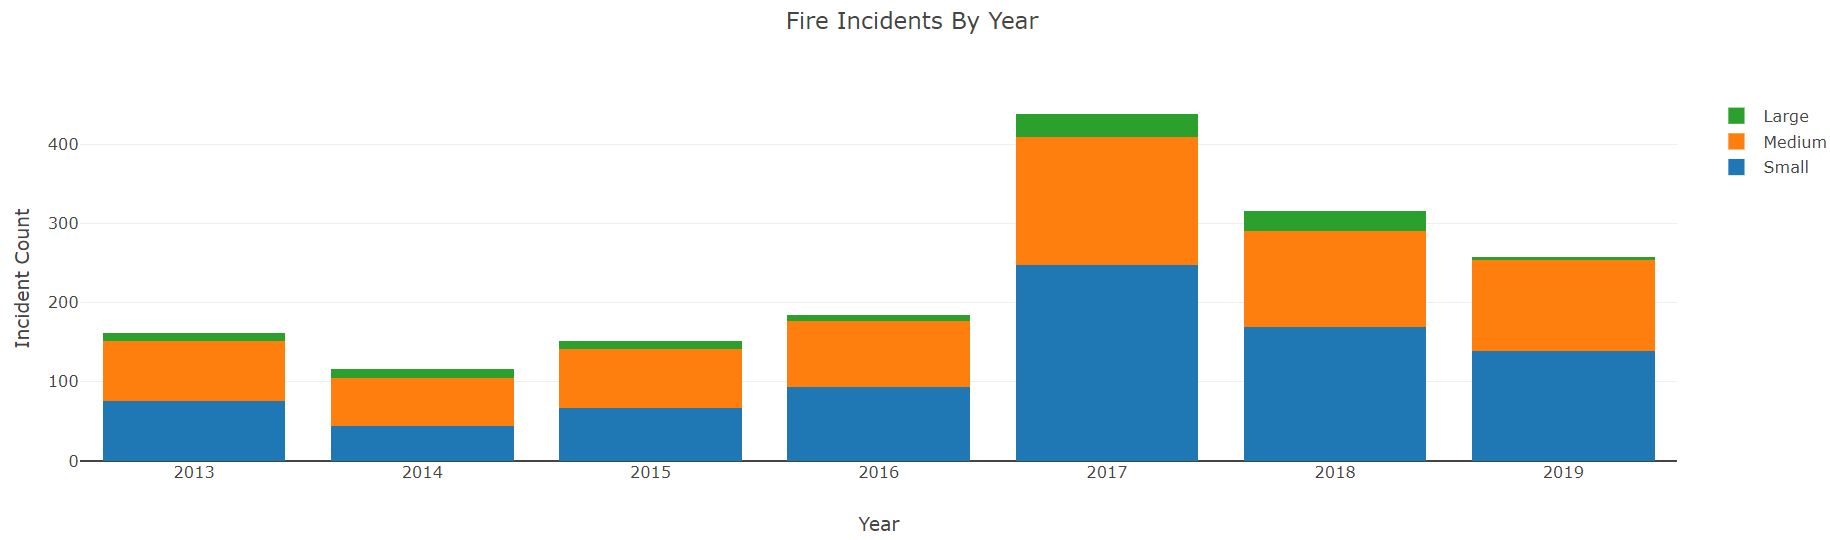 Fire Incidents By Year
Large
Medium
Small
Incident Count
400
300
200
100
0
2013 2014 2015 2016 2017 2018 2019
Year